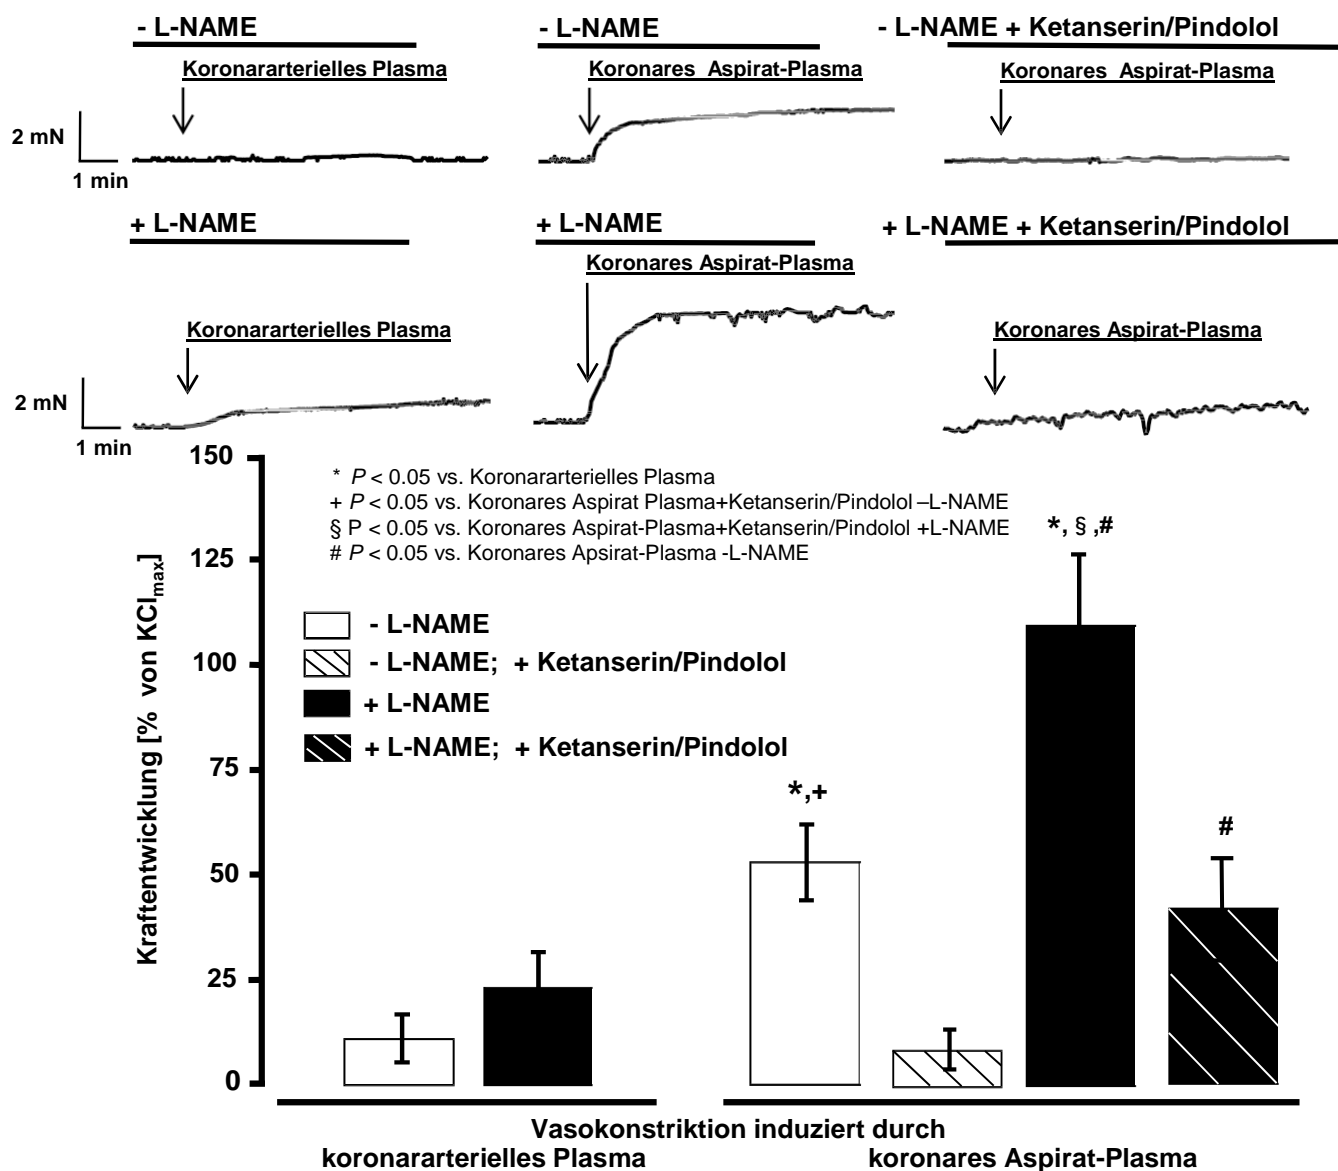 - L-NAME
- L-NAME
- L-NAME + Ketanserin/Pindolol
Koronararterielles Plasma
Koronares Aspirat-Plasma
Koronares Aspirat-Plasma
2 mN
1 min
+ L-NAME
+ L-NAME
+ L-NAME + Ketanserin/Pindolol
Koronararterielles Plasma
Koronares Aspirat-Plasma
Koronares Aspirat-Plasma
2 mN
1 min
* P < 0.05 vs. Koronararterielles Plasma
+ P < 0.05 vs. Koronares Aspirat Plasma+Ketanserin/Pindolol –L-NAME
§ P < 0.05 vs. Koronares Aspirat-Plasma+Ketanserin/Pindolol +L-NAME
# P < 0.05 vs. Koronares Apsirat-Plasma -L-NAME
- L-NAME
- L-NAME; + Ketanserin/Pindolol
+ L-NAME
+ L-NAME; + Ketanserin/Pindolol
Kraftentwicklung [% von KCl max]
150
125
100
75
50
25
0
*,+
*, § ,#
#
Vasokonstriktion induziert durch
koronararterielles Plasma
koronares Aspirat-Plasma